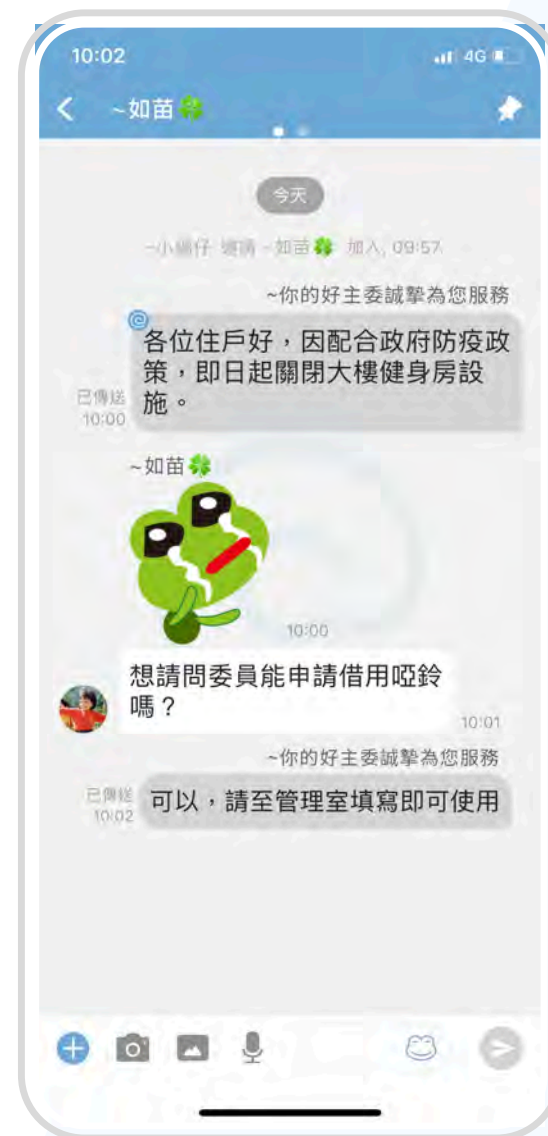 10:02
4G
~如苗🍀
今天
~如苗🍀 加入, 09:57
~你的好主委誠摯為您服務
各位住戶好，因配合政府防疫政
策，即日起關閉大樓健身房設
施。
已傳送
10:00
~如苗🍀
10:00
想請問委員能申請借用啞鈴
嗎？
10:01
~你的好主委誠摯為您服務
可以，請至管理室填寫即可使用
已傳送
10:02